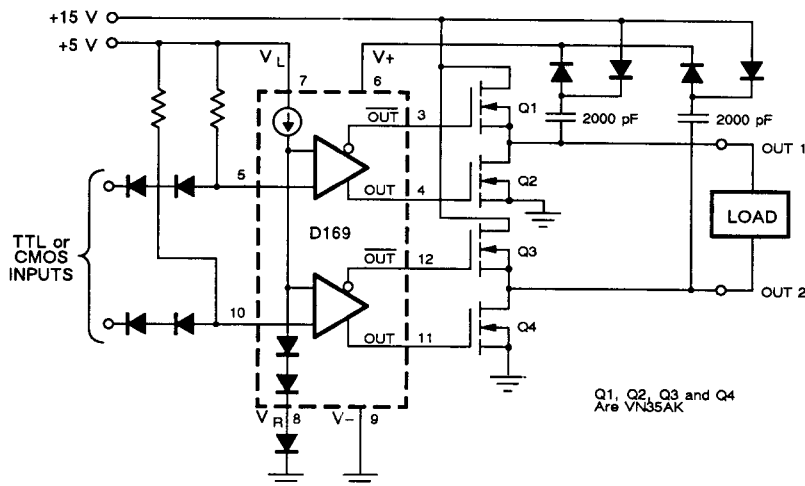 +15 V
+5 V
V L
V+
7
6
OUT
3
Q1
2000 pF
2000 pF
OUT 1
5
OUT
4
Q2
TTL or
CMOS
INPUTS
D169
LOAD
OUT
12
Q3
OUT 2
10
OUT
11
Q4
V R
8
V-
9
Q1, Q2, Q3 and Q4
Are VN35AK